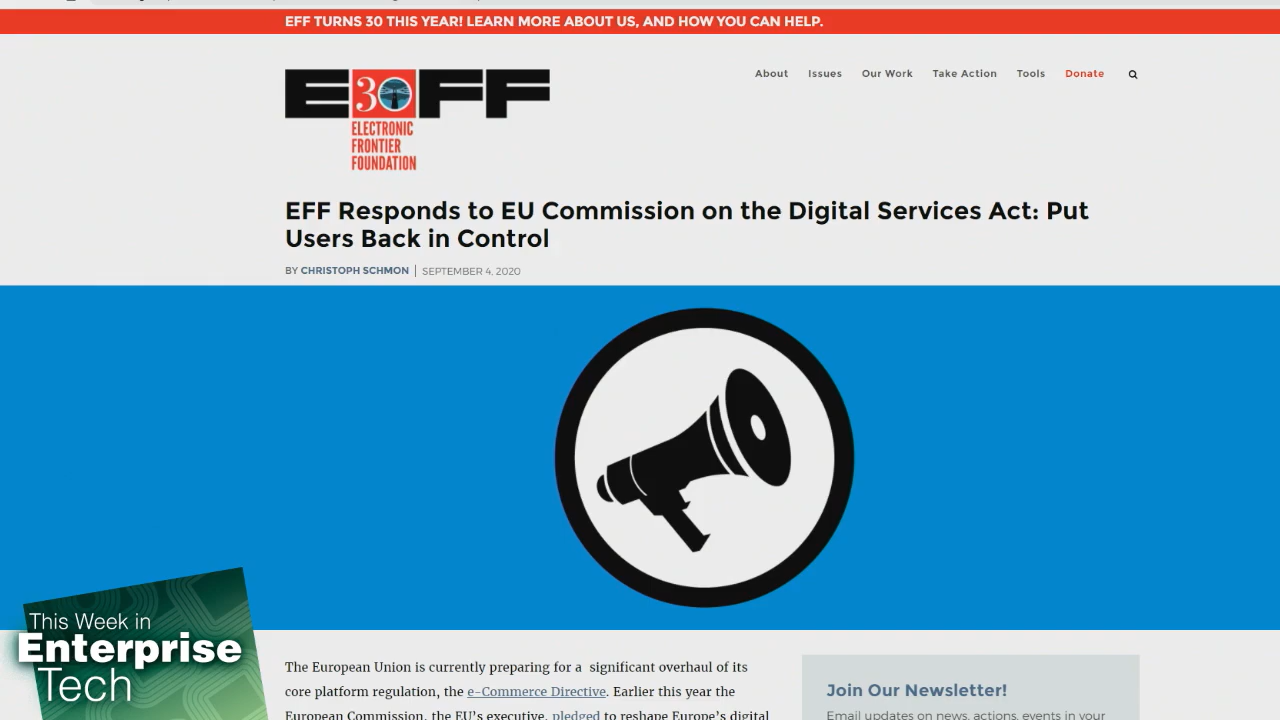 EFF TURNS 30 THIS YEAR! LEARN MORE ABOUT US, AND HOW YOU CAN HELP.
E30FF
ELECTRONIC
FRONTIER
FOUNDATION
About Issues Our Work Take Action Tools Donate
EFF Responds to EU Commission on the Digital Services Act: Put
Users Back in Control
BY CHRISTOPH SCHMON | SEPTEMBER 4, 2020
This Week in
Enterprise
Tech
The European Union is currently preparing for a significant overhaul of its
core platform regulation, the e-Commerce Directive. Earlier this year the
European Commission, the EU's executive, pledged to reshape Europe's digital
Join Our Newsletter!
Email updates on news, actions, events in your